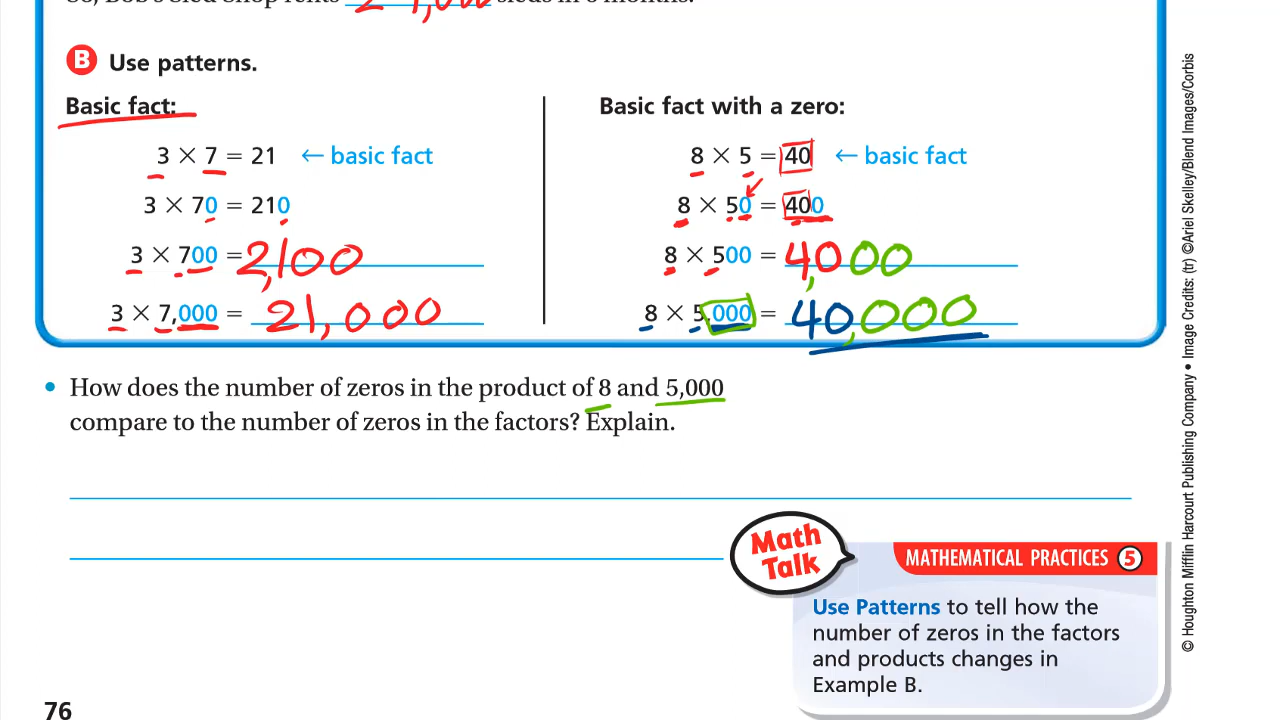 B Use patterns.
Basic fact:
3 × 7 = 21 ← basic fact
3 × 70 = 210
3 × 700 = 2,100
3 × 7,000 = 21,000
Basic fact with a zero:
8 × 5 = 40 ← basic fact
8 × 50 = 400
8 × 500 = 4,000
8 × 5,000 = 40,000
• How does the number of zeros in the product of 8 and 5,000
compare to the number of zeros in the factors? Explain.
Math
Talk
MATHEMATICAL PRACTICES 5
Use Patterns to tell how the
number of zeros in the factors
and products changes in
Example B.
76
© Houghton Mifflin Harcourt Publishing Company • Image Credits: (tr) ©Ariel Skelley/Blend Images/Corbis